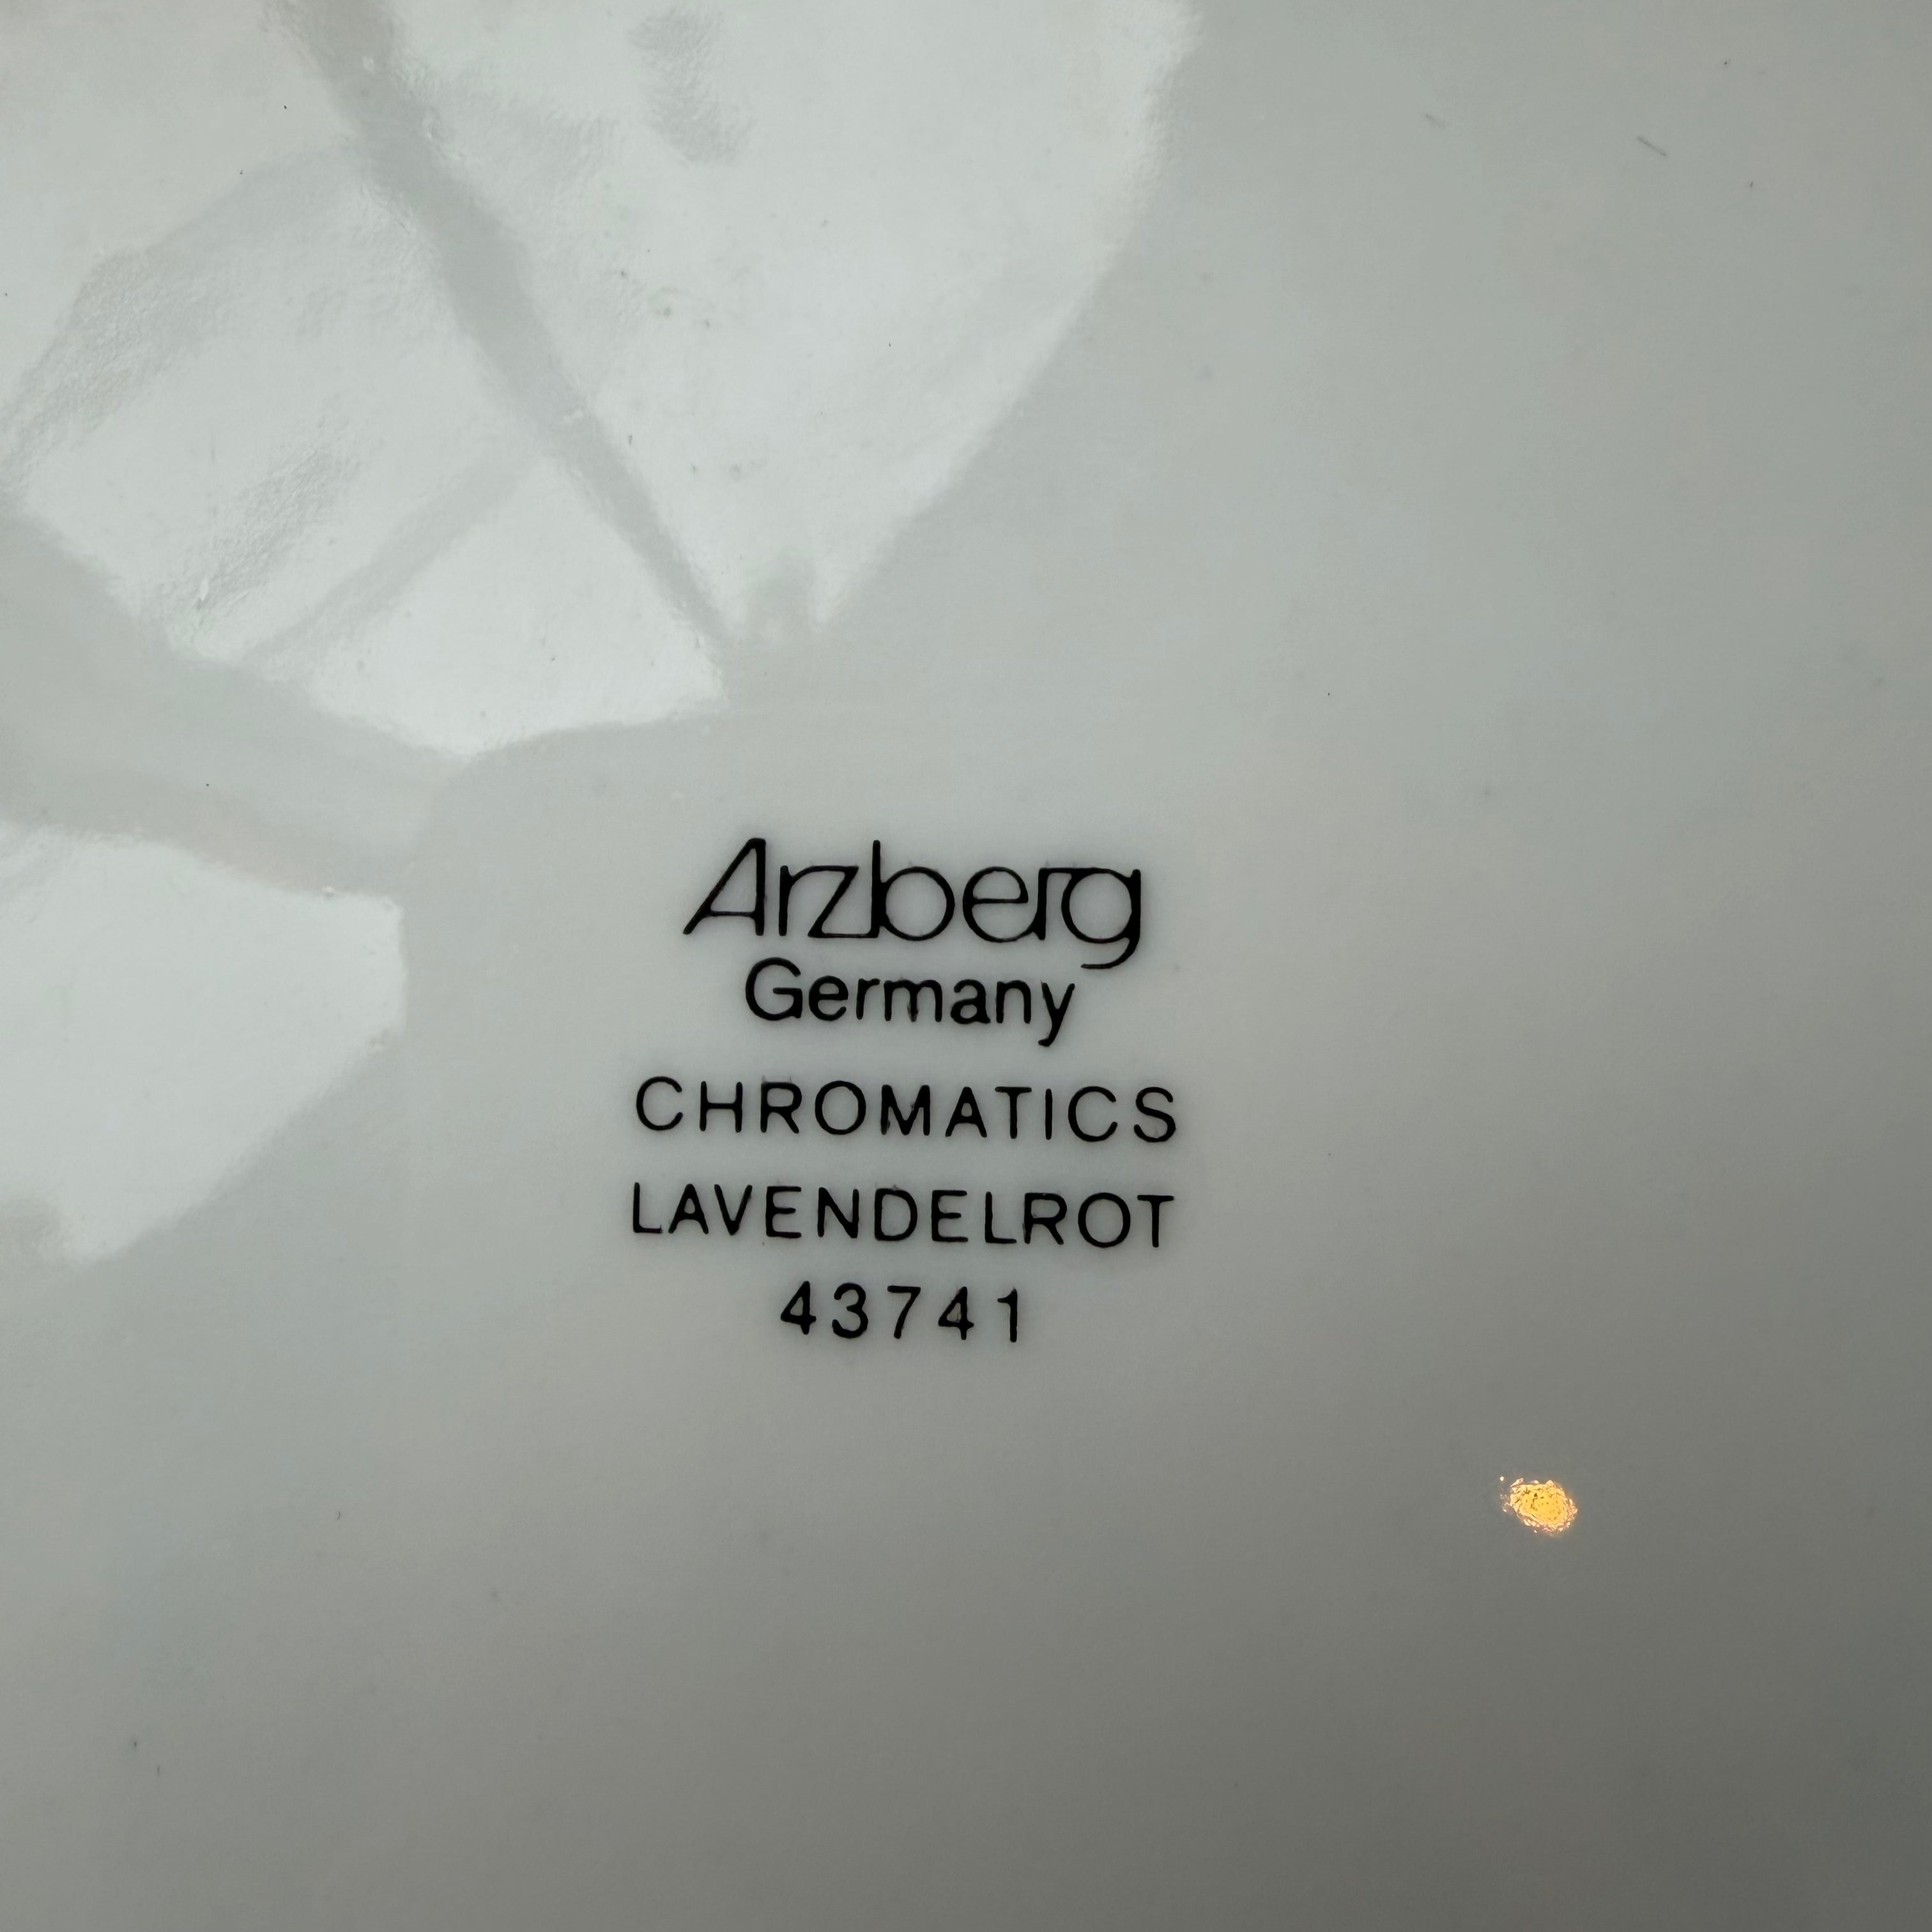 Arzberg
Germany
CHROMATICS
LAVENDELROT
43741